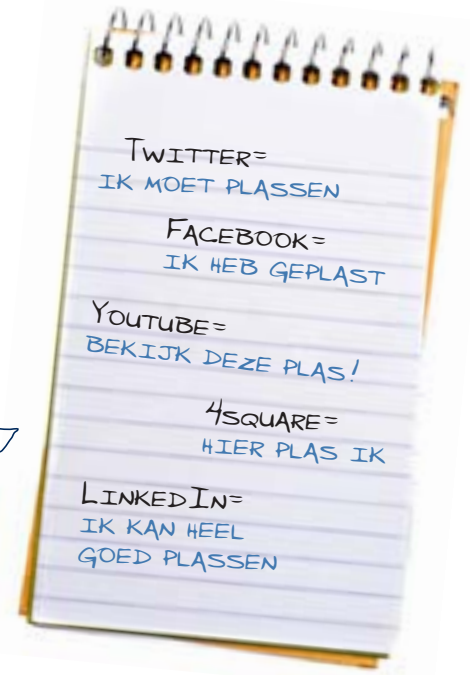 TWITTER=
IK MOET PLASSEN
FACEBOOK=
IK HEB GEPLAST
YOUTUBE=
BEKIJK DEZE PLAS!
4SQUARE=
HIER PLAS IK
LINKEDIN=
IK KAN HEEL
GOED PLASSEN